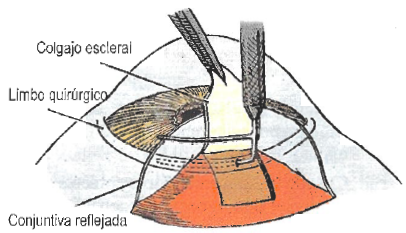 Colgajo escleral
Limbo quirúrgico
Conjuntiva reflejada